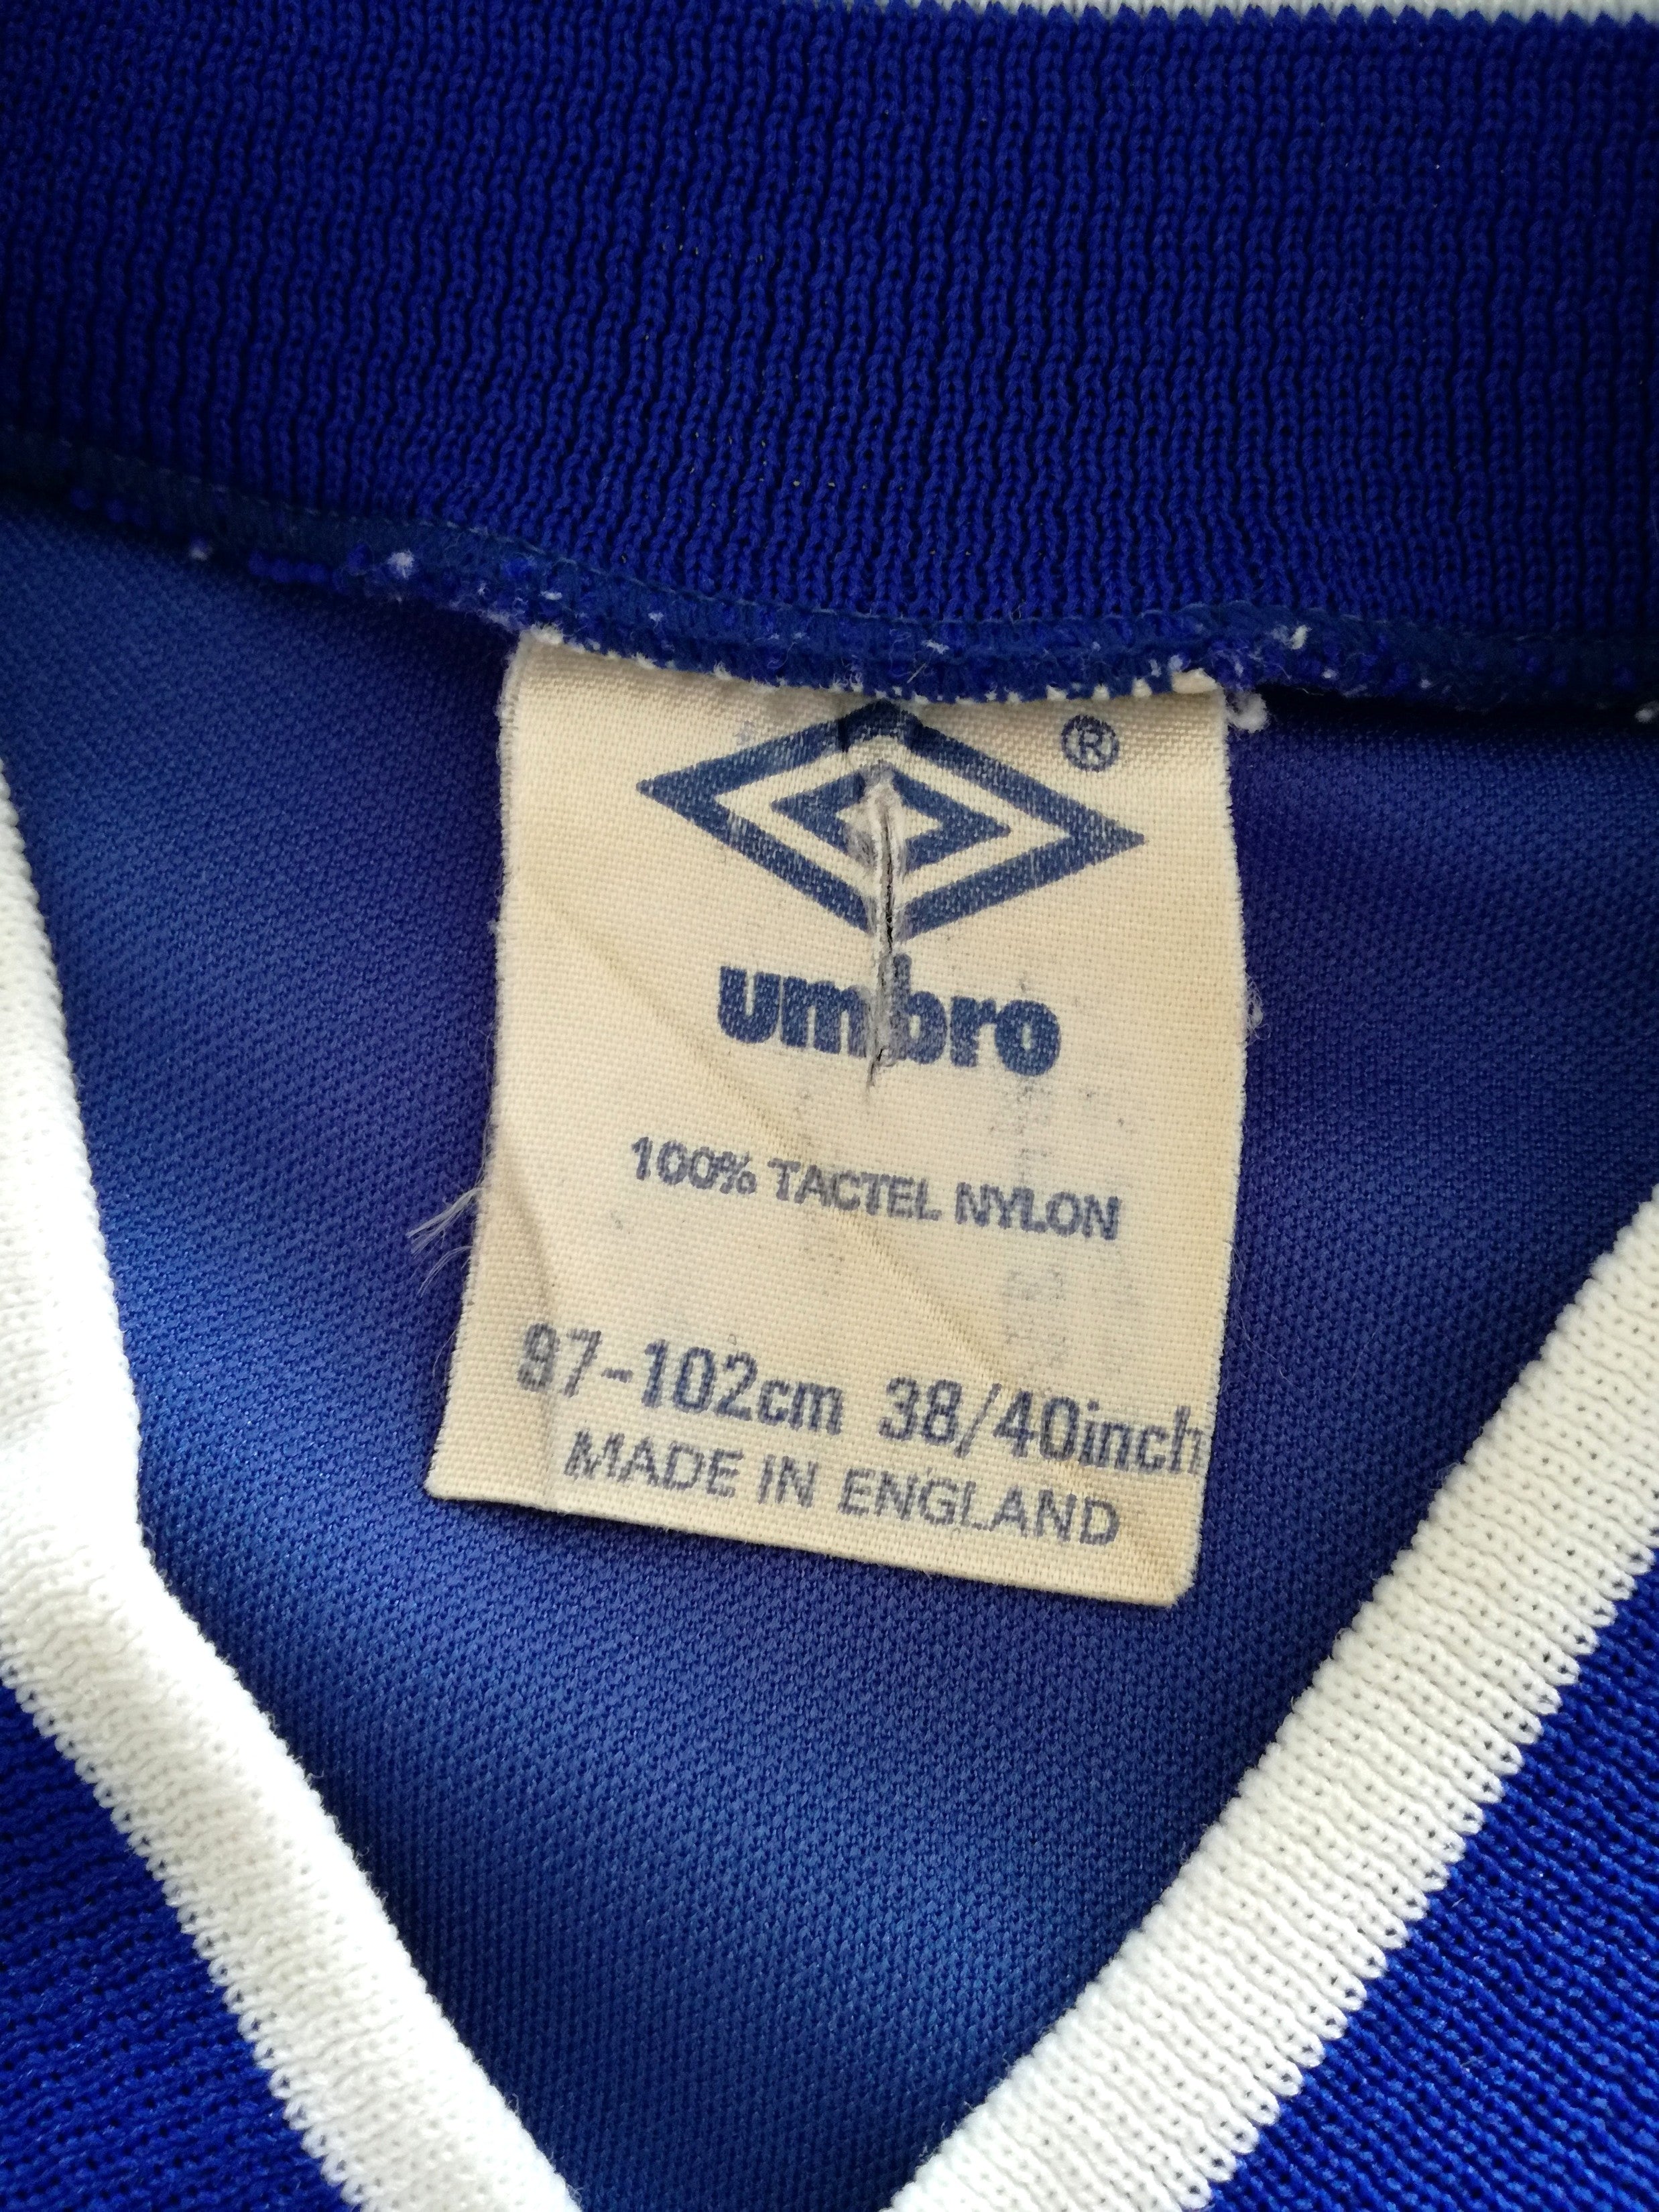 ®
umbro
100% TACTEL NYLON
97-102cm 38/40inch
MADE IN ENGLAND